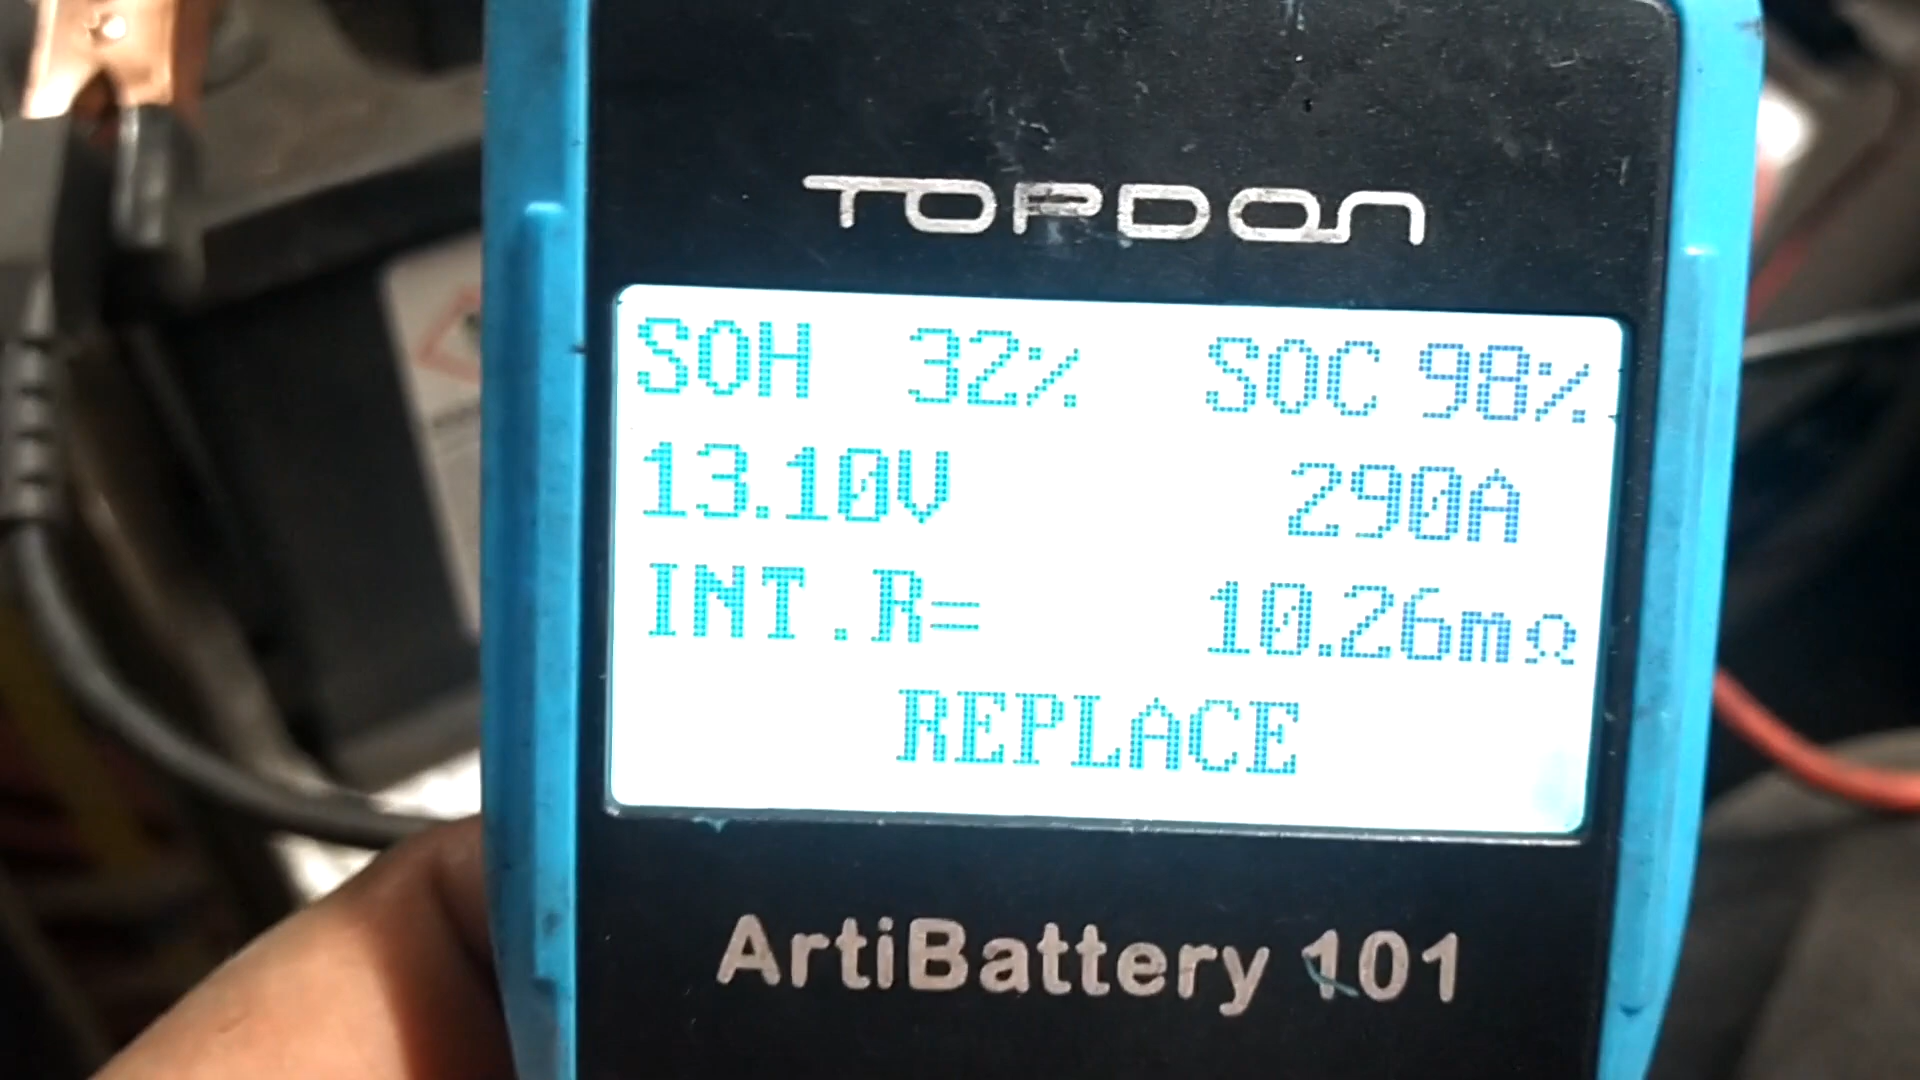 TOPDON
SOH 32% SOC 98%
13.10V 290A
INT.R= 10.26mΩ
REPLACE
ArtiBattery 101